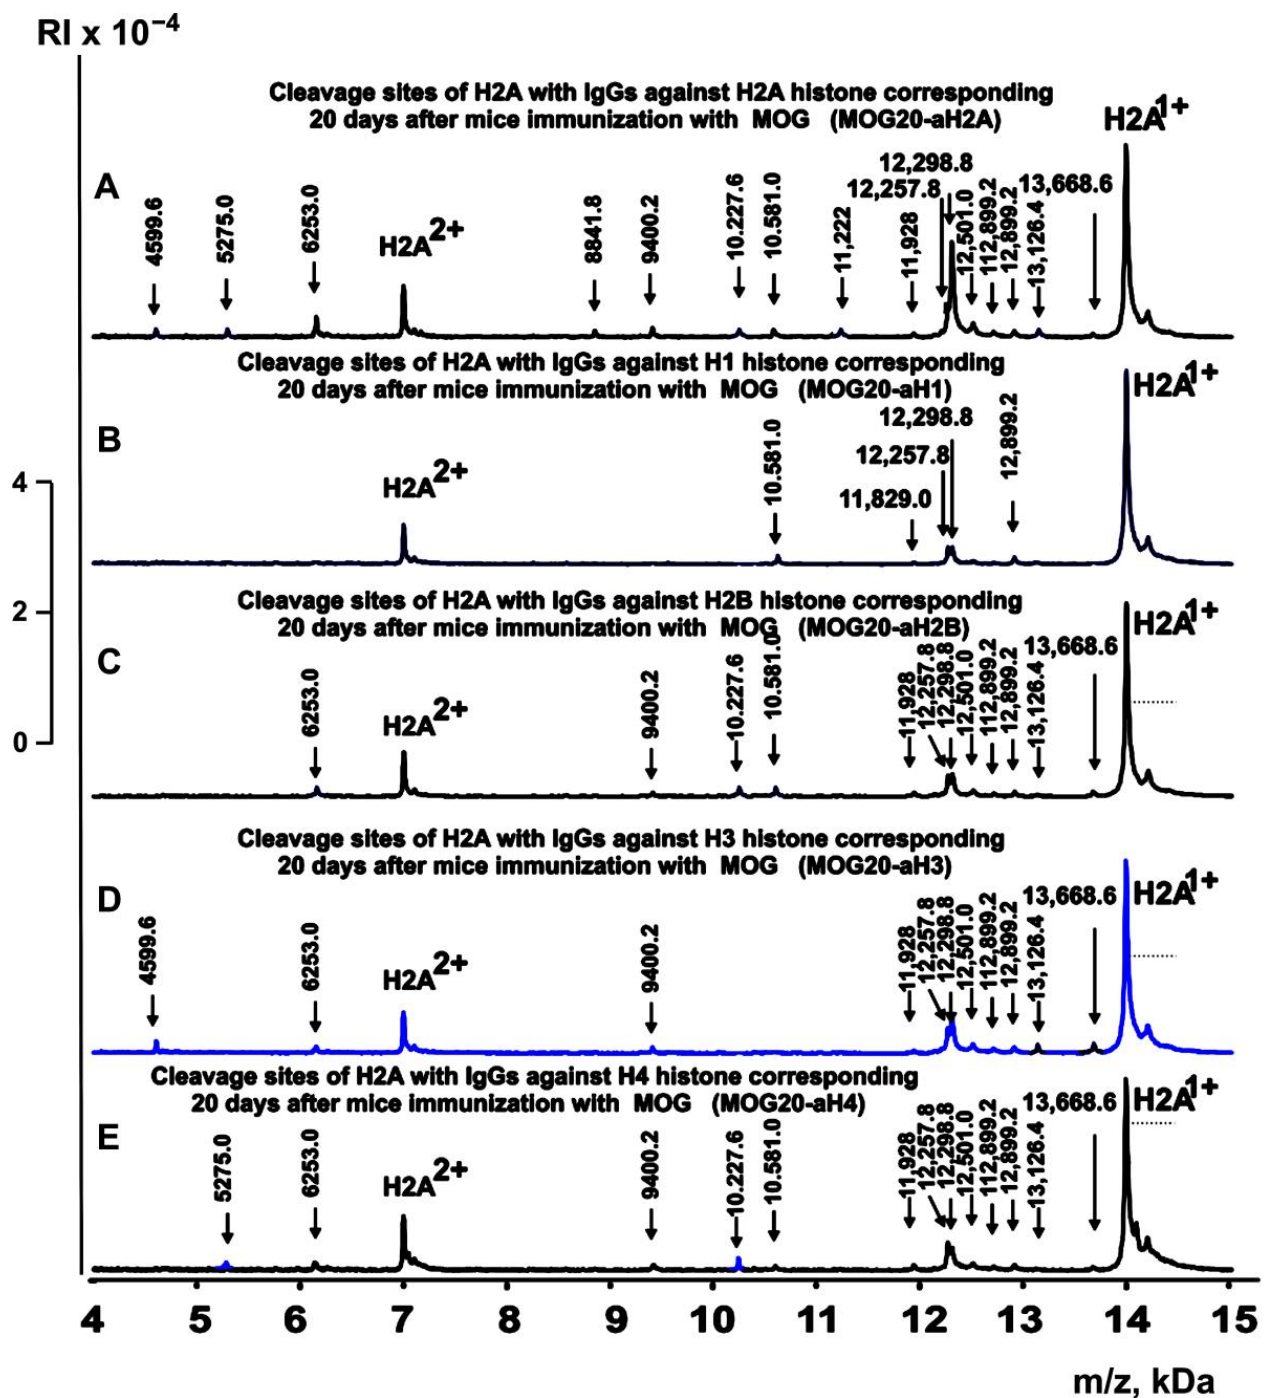 RI x 10⁻⁴
Cleavage sites of H2A with IgGs against H2A histone corresponding
20 days after mice immunization with MOG (MOG20-aH2A)
H2A1+
A
4599.6
5275.0
6253.0
H2A2+
8841.8
9400.2
10.227.6
10.581.0
11,222
11,928
12,257.8
12,298.8
12,501.0
112,899.2
12,899.2
13,126.4
13,668.6
Cleavage sites of H2A with IgGs against H1 histone corresponding
20 days after mice immunization with MOG (MOG20-aH1)
H2A1+
B
H2A2+
10.581.0
11,829.0
12,257.8
12,298.8
12,899.2
4
2
0
Cleavage sites of H2A with IgGs against H2B histone corresponding
20 days after mice immunization with MOG (MOG20-aH2B)
H2A1+
C
6253.0
H2A2+
9400.2
10.227.6
10.581.0
11,928
12,257.8
12,298.8
12,501.0
112,899.2
12,899.2
13,126.4
13,668.6
Cleavage sites of H2A with IgGs against H3 histone corresponding
20 days after mice immunization with MOG (MOG20-aH3)
H2A1+
D
4599.6
6253.0
H2A2+
9400.2
11,928
12,257.8
12,298.8
12,501.0
112,899.2
12,899.2
13,126.4
13,668.6
Cleavage sites of H2A with IgGs against H4 histone corresponding
20 days after mice immunization with MOG (MOG20-aH4)
H2A1+
E
5275.0
6253.0
H2A2+
9400.2
10.227.6
10.581.0
11,928
12,257.8
12,298.8
12,501.0
112,899.2
12,899.2
13,126.4
13,668.6
4 5 6 7 8 9 10 11 12 13 14 15
m/z, kDa